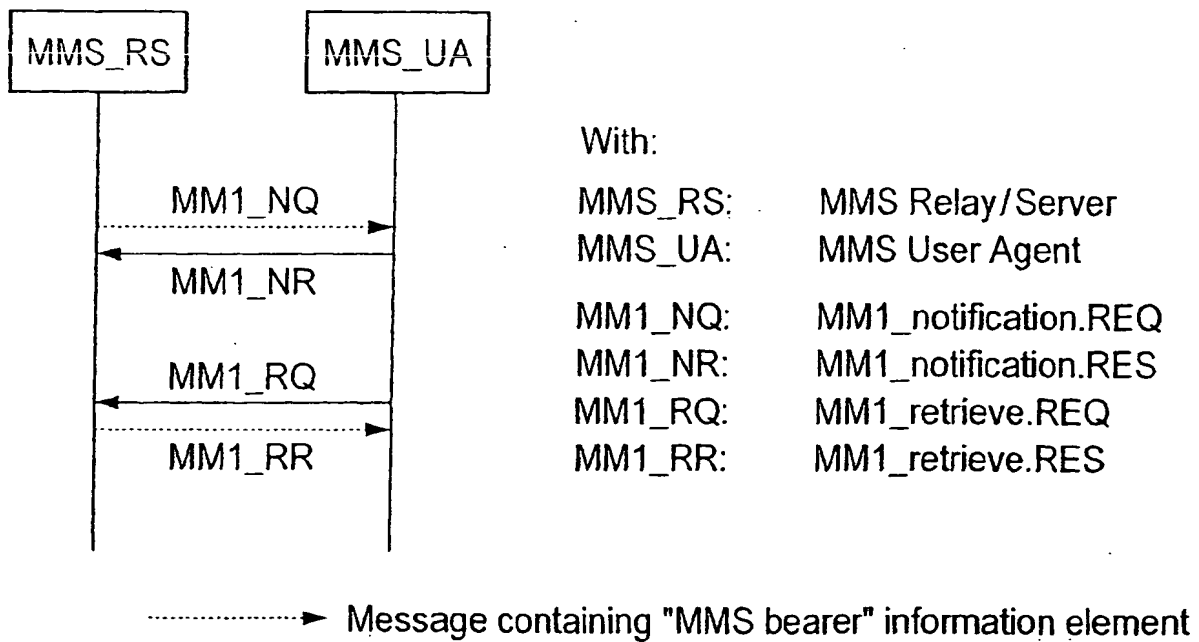 MMS_RS
MMS_UA
MM1_NQ
MM1_NR
MM1_RQ
MM1_RR
With:
MMS_RS: MMS Relay/Server
MMS_UA: MMS User Agent
MM1_NQ: MM1_notification.REQ
MM1_NR: MM1_notification.RES
MM1_RQ: MM1_retrieve.REQ
MM1_RR: MM1_retrieve.RES
Message containing "MMS bearer" information element